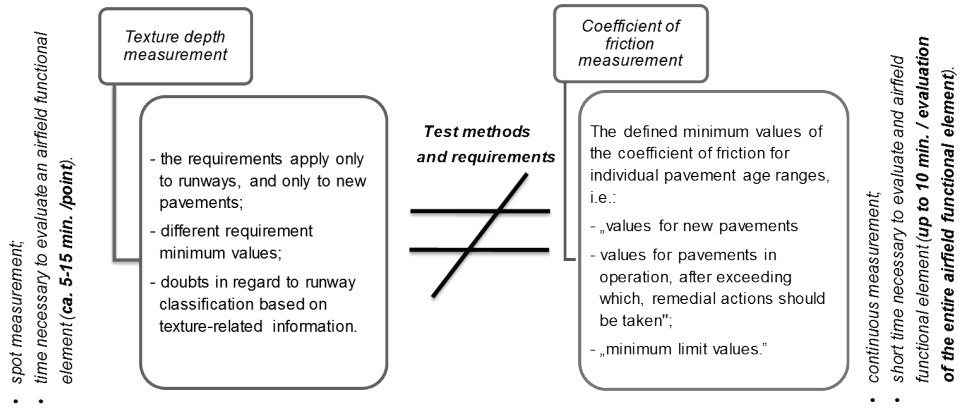 • spot measurement;
• time necessary to evaluate an airfield functional
element (ca. 5-15 min. /point).
Texture depth
measurement
- the requirements apply only
to runways, and only to new
pavements;
- different requirement
minimum values;
- doubts in regard to runway
classification based on
texture-related information.
Test methods
and requirements
Coefficient of
friction
measurement
The defined minimum values of
the coefficient of friction for
individual pavement age ranges,
i.e.:
- „values for new pavements
- values for pavements in
operation, after exceeding
which, remedial actions should
be taken";
- „minimum limit values.”
• continuous measurement;
• short time necessary to evaluate and airfield
functional element (up to 10 min. / evaluation
of the entire airfield functional element).